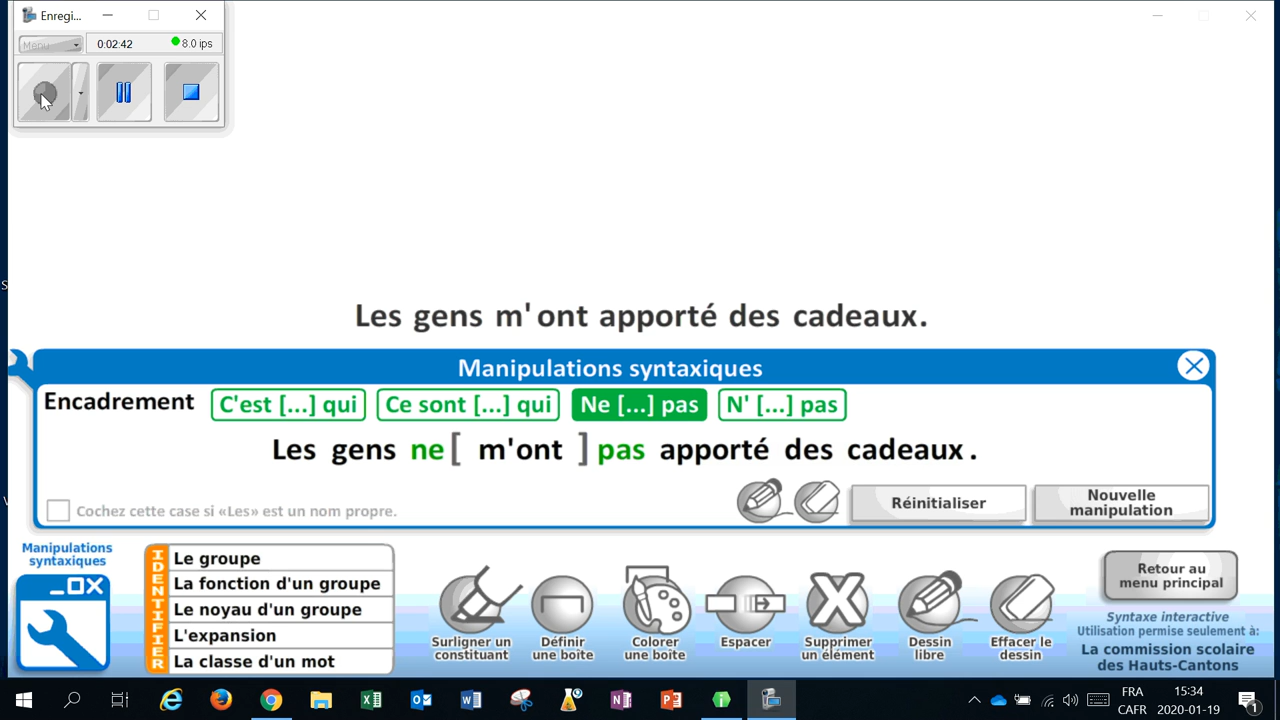 Enregi...
Menu
0:02:42
8.0 ips
Les gens m'ont apporté des cadeaux.
Manipulations syntaxiques
Encadrement
C'est [...] qui
Ce sont [...] qui
Ne [...] pas
N' [...] pas
Les gens ne [ m'ont ] pas apporté des cadeaux .
Cochez cette case si «Les» est un nom propre.
Réinitialiser
Nouvelle
manipulation
Manipulations
syntaxiques
IDENTIFIER
Le groupe
La fonction d'un groupe
Le noyau d'un groupe
L'expansion
La classe d'un mot
Surligner un
constituant
Définir
une boite
Colorer
une boite
Espacer
Supprimer
un élément
Dessin
libre
Effacer le
dessin
Retour au
menu principal
Syntaxe interactive
Utilisation permise seulement à:
La commission scolaire
des Hauts-Cantons
FRA
CAFR
15:34
2020-01-19
1